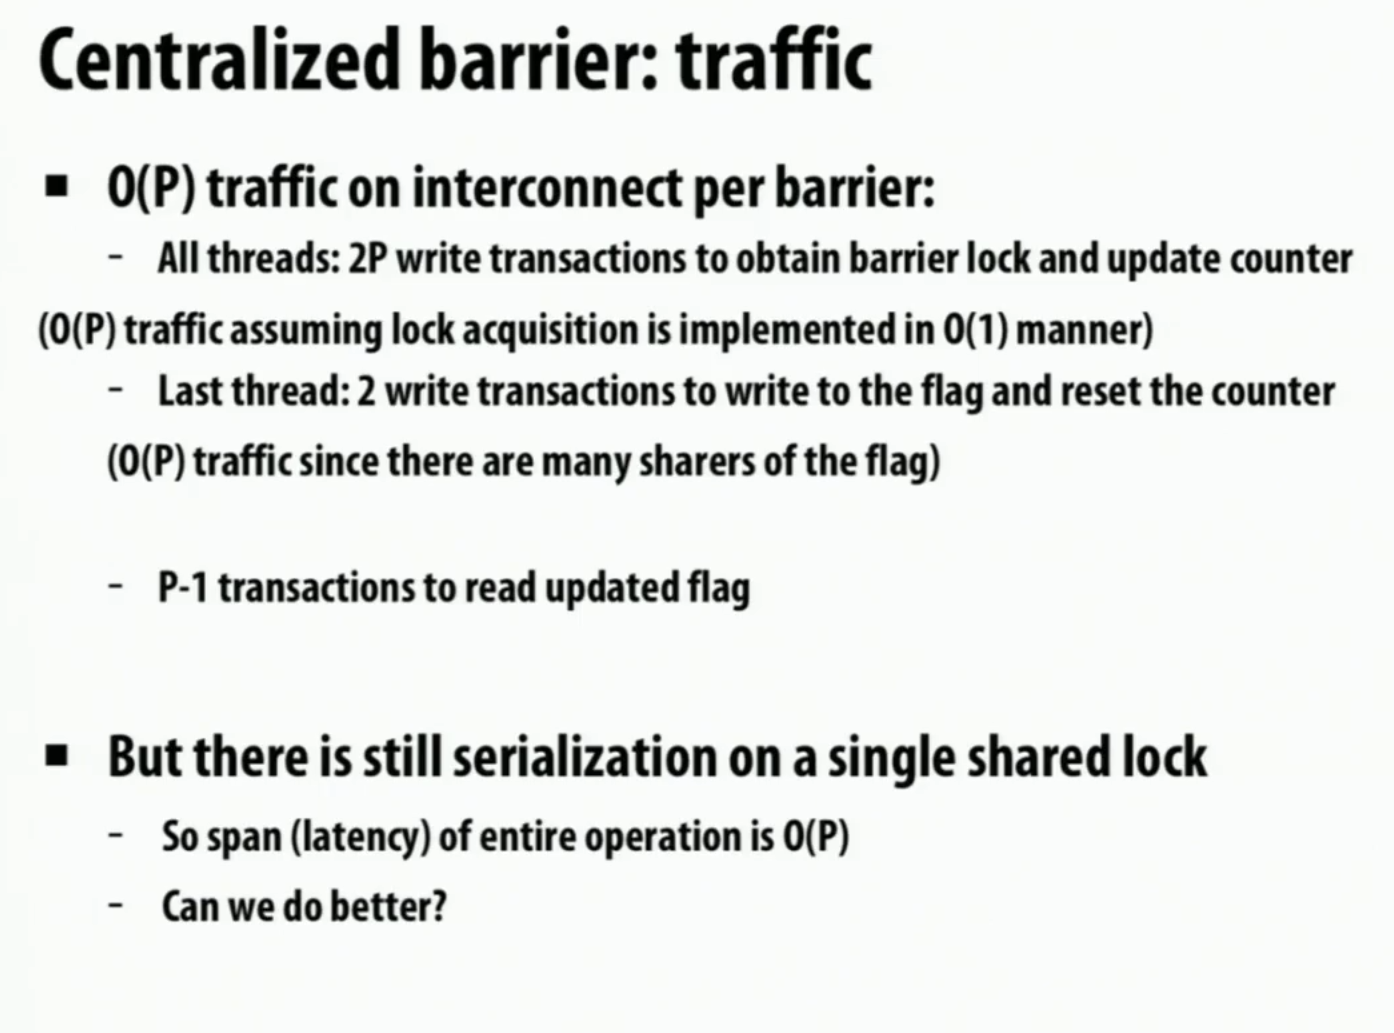 Centralized barrier: traffic
▪ O(P) traffic on interconnect per barrier:
- All threads: 2P write transactions to obtain barrier lock and update counter
(O(P) traffic assuming lock acquisition is implemented in O(1) manner)
- Last thread: 2 write transactions to write to the flag and reset the counter
(O(P) traffic since there are many sharers of the flag)
- P-1 transactions to read updated flag
▪ But there is still serialization on a single shared lock
- So span (latency) of entire operation is O(P)
- Can we do better?